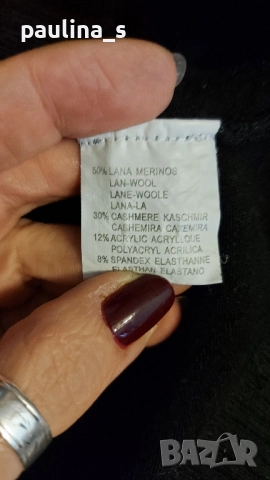 paulina_s
50% LANA MERINOS
LAN-WOOL
LANE-WOOLE
LANA-LA
30% CASHMERE KASCHMIR
CASHEMIRA CAXEMIRA
12% ACRYLIC ACRYLIQUE
POLYACRYL ACRILICA
8% SPANDEX ELASTHANNE
ELASTHAN ELASTANO
BAZAR